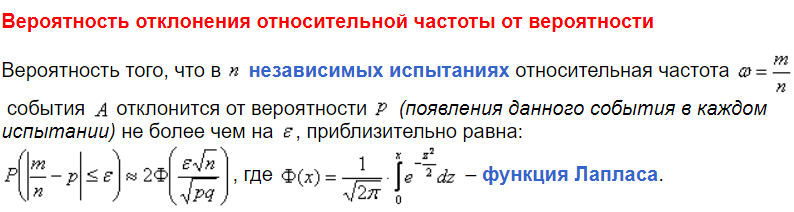 Вероятность отклонения относительной частоты от вероятности
Вероятность того, что в n независимых испытаниях относительная частота ω = m/n
события A отклонится от вероятности p (появления данного события в каждом
испытании) не более чем на ε, приблизительно равна:
P(|m/n − p| ≤ ε) ≈ 2Φ(ε√n/√pq), где Φ(x) = 1/√2π · ∫₀ˣ e^(−z²/2) dz – функция Лапласа.